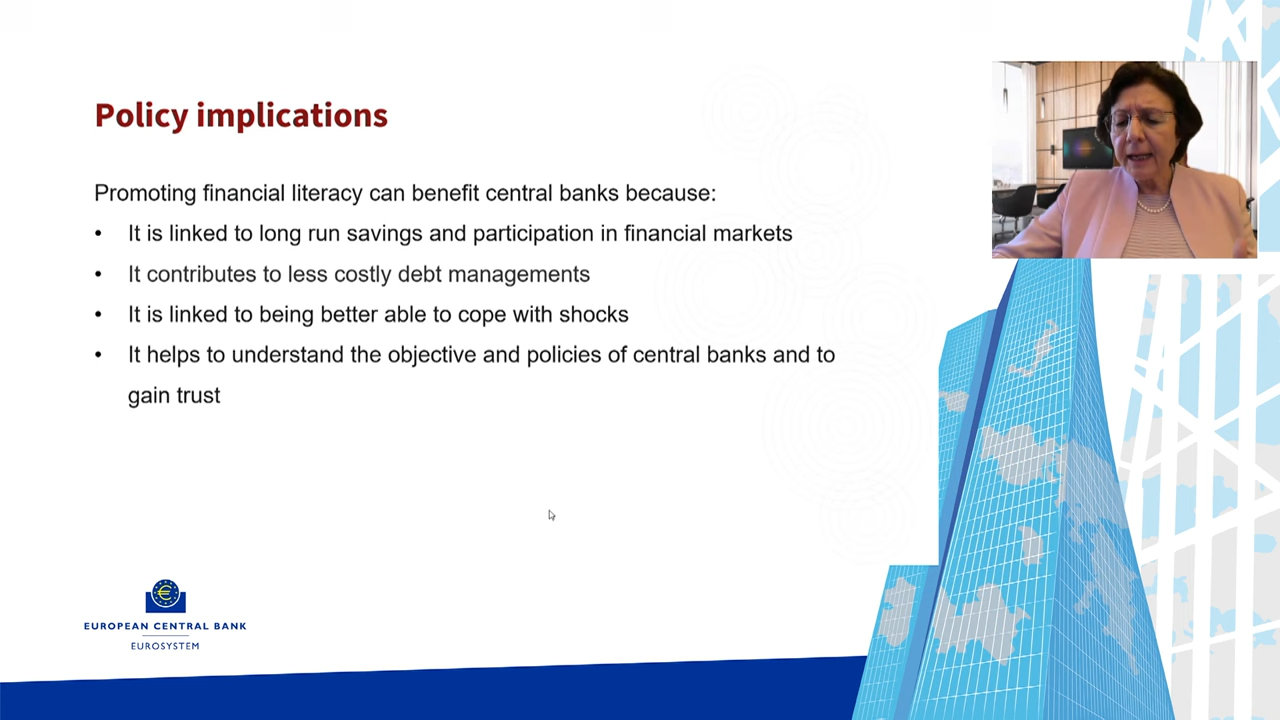 Policy implications
Promoting financial literacy can benefit central banks because:
• It is linked to long run savings and participation in financial markets
• It contributes to less costly debt managements
• It is linked to being better able to cope with shocks
• It helps to understand the objective and policies of central banks and to
gain trust
€
EUROPEAN CENTRAL BANK
EUROSYSTEM